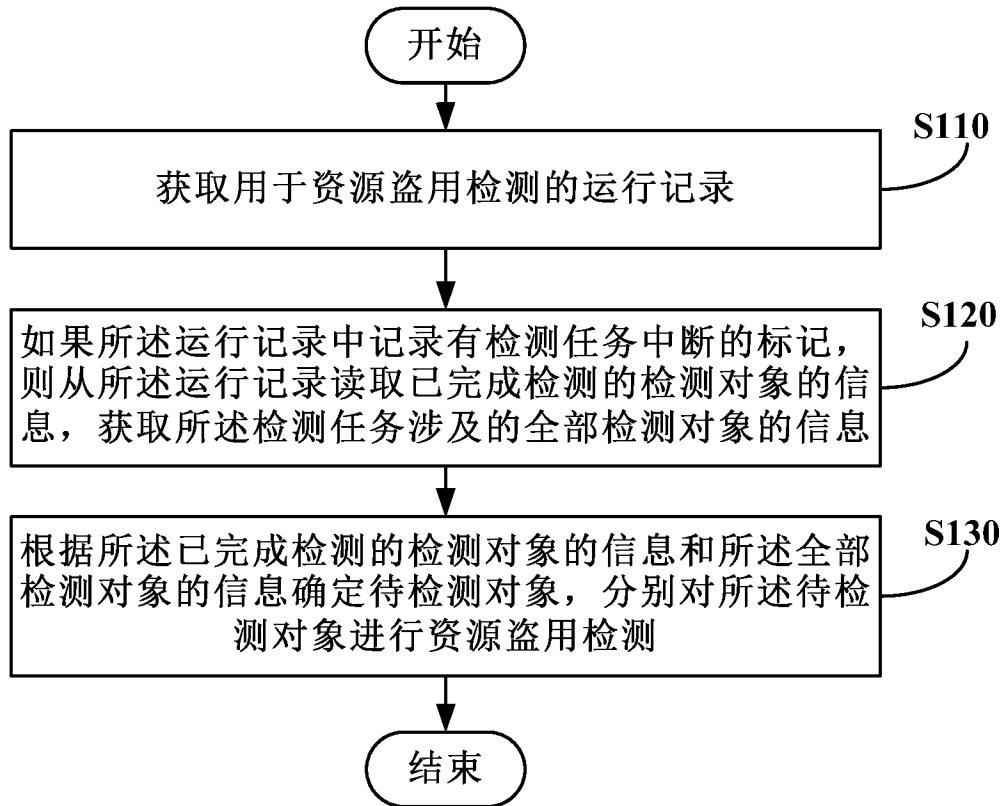 开始
S110
获取用于资源盗用检测的运行记录
S120
如果所述运行记录中记录有检测任务中断的标记，
则从所述运行记录读取已完成检测的检测对象的信
息，获取所述检测任务涉及的全部检测对象的信息
S130
根据所述已完成检测的检测对象的信息和所述全部
检测对象的信息确定待检测对象，分别对所述待检
测对象进行资源盗用检测
结束